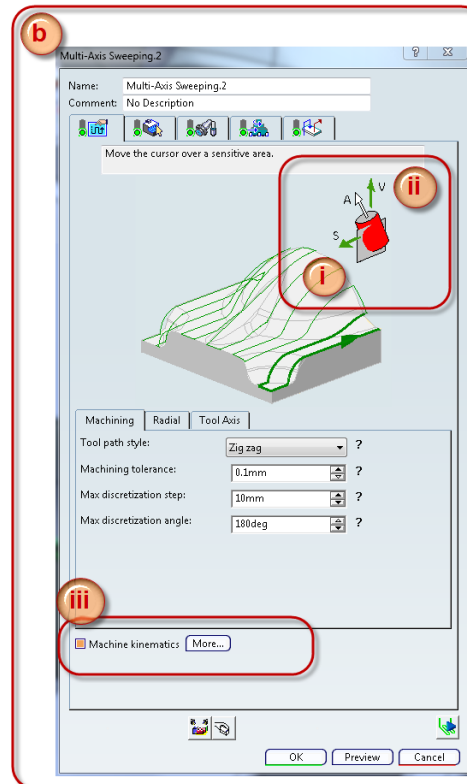 b
Multi-Axis Sweeping.2
Name: Multi-Axis Sweeping.2
Comment: No Description
Move the cursor over a sensitive area.
ii
A V
S
i
Machining Radial Tool Axis
Tool path style: Zig zag ?
Machining tolerance: 0.1mm ?
Max discretization step: 10mm ?
Max discretization angle: 180deg ?
iii
Machine kinematics More...
OK Preview Cancel